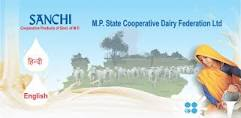 SANCHI
Cooperative Products of (Govt. of M.P.)
M.P. State Cooperative Dairy Federation Ltd
हिन्दी
English